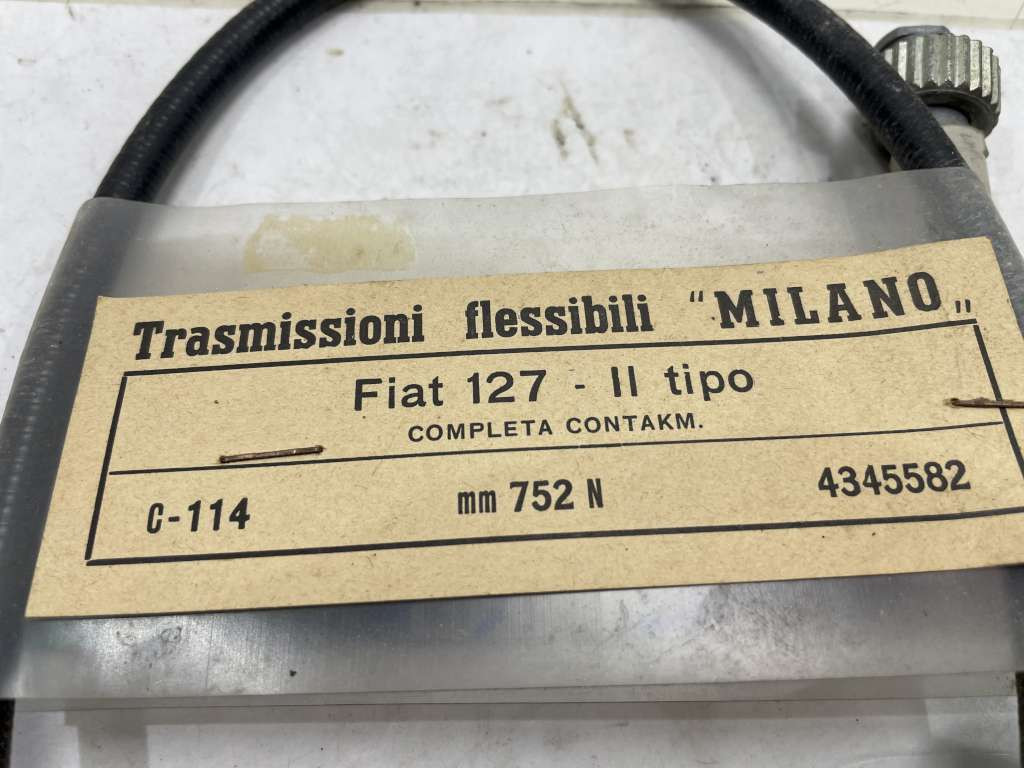 Trasmissioni flessibili “MILANO„
Fiat 127 - II tipo
COMPLETA CONTAKM.
C-114 mm 752 N 4345582